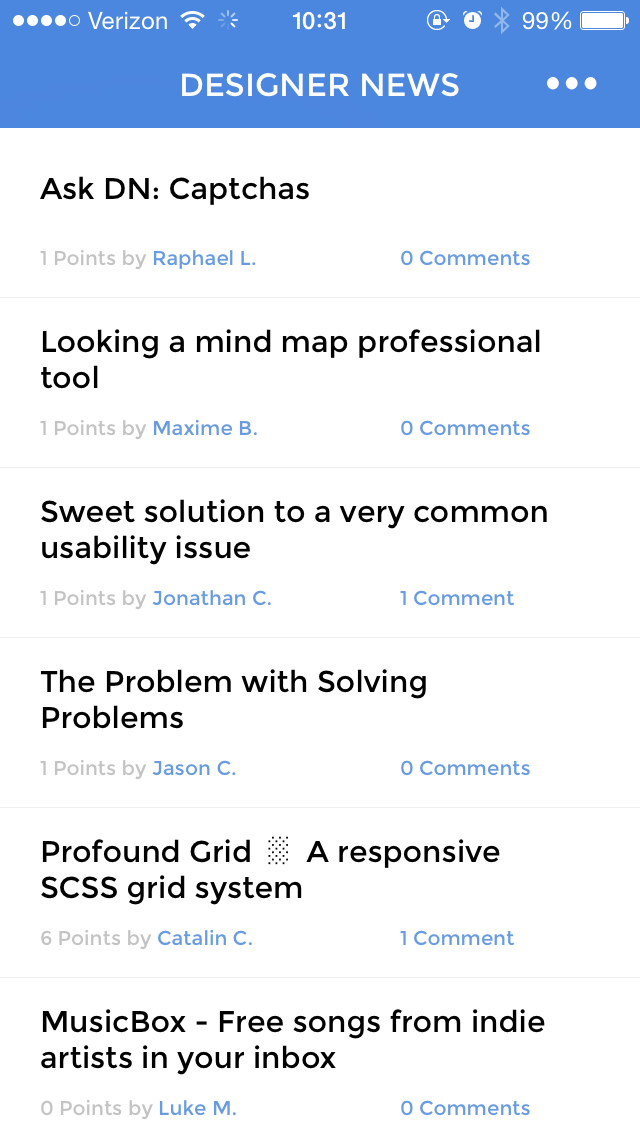 Verizon 10:31 99%
DESIGNER NEWS
Ask DN: Captchas
1 Points by Raphael L. 0 Comments
Looking a mind map professional
tool
1 Points by Maxime B. 0 Comments
Sweet solution to a very common
usability issue
1 Points by Jonathan C. 1 Comment
The Problem with Solving
Problems
1 Points by Jason C. 0 Comments
Profound Grid ░ A responsive
SCSS grid system
6 Points by Catalin C. 1 Comment
MusicBox - Free songs from indie
artists in your inbox
0 Points by Luke M. 0 Comments